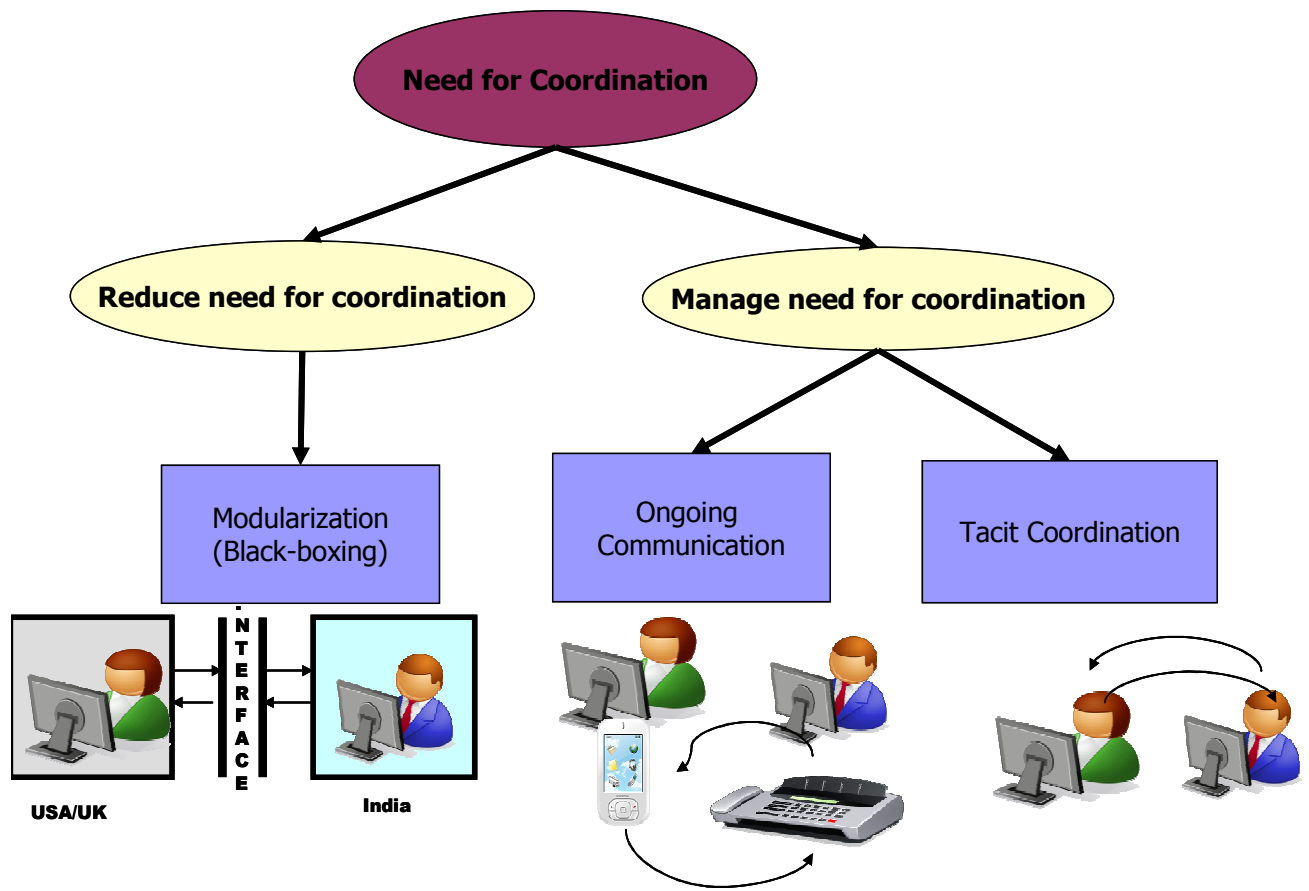 Need for Coordination
Reduce need for coordination
Manage need for coordination
Modularization
(Black-boxing)
Ongoing
Communication
Tacit Coordination
NTERFACE
USA/UK
India